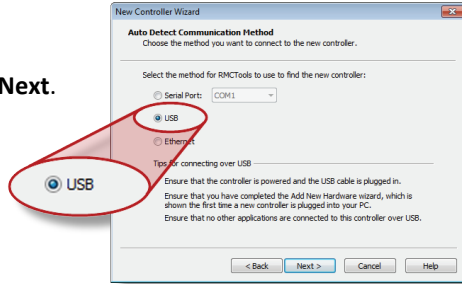 New Controller Wizard
Auto Detect Communication Method
Choose the method you want to connect to the new controller.
Next.
Select the method for RMCTools to use to find the new controller:
Serial Port: COM1
USB
Ethernet
USB
Tips for connecting over USB
Ensure that the controller is powered and the USB cable is plugged in.
Ensure that you have completed the Add New Hardware wizard, which is
shown the first time a new controller is plugged into your PC.
Ensure that no other applications are connected to this controller over USB.
< Back Next > Cancel Help